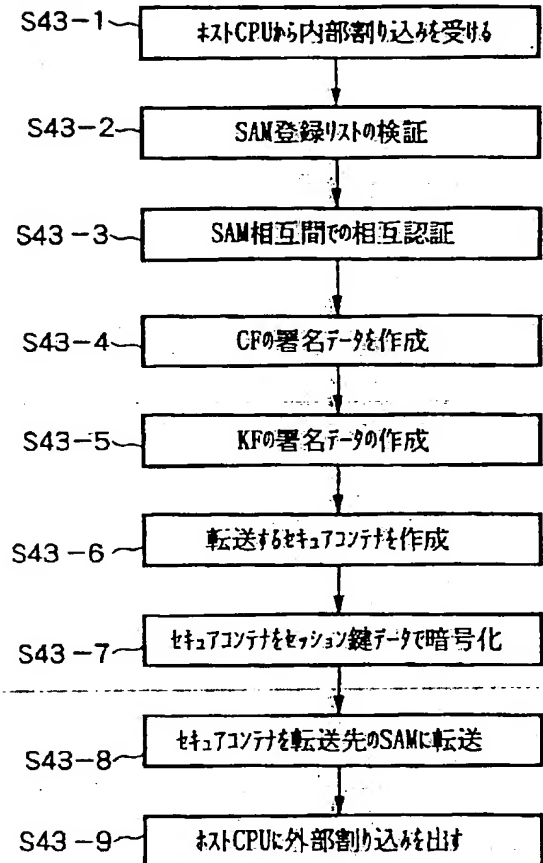 S43-1 ホストCPUから内部割り込みを受ける
S43-2 SAM登録リストの検証
S43-3 SAM相互間での相互認証
S43-4 CFの署名データを作成
S43-5 KFの署名データの作成
S43-6 転送するセキュアコンテナを作成
S43-7 セキュアコンテナをセッション鍵データで暗号化
S43-8 セキュアコンテナを転送先のSAMに転送
S43-9 ホストCPUに外部割り込みを出す